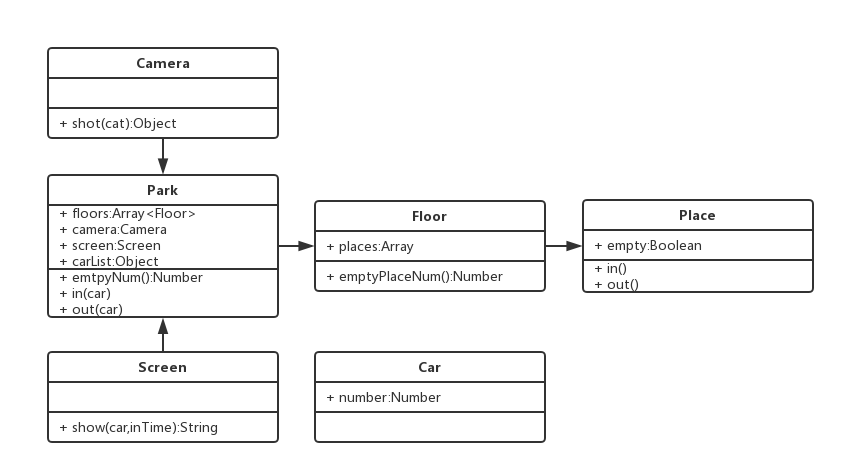 Camera
+ shot(cat):Object
Park
+ floors:Array<Floor>
+ camera:Camera
+ screen:Screen
+ carList:Object
+ emtpyNum():Number
+ in(car)
+ out(car)
Floor
+ places:Array
+ emptyPlaceNum():Number
Place
+ empty:Boolean
+ in()
+ out()
Screen
+ show(car,inTime):String
Car
+ number:Number